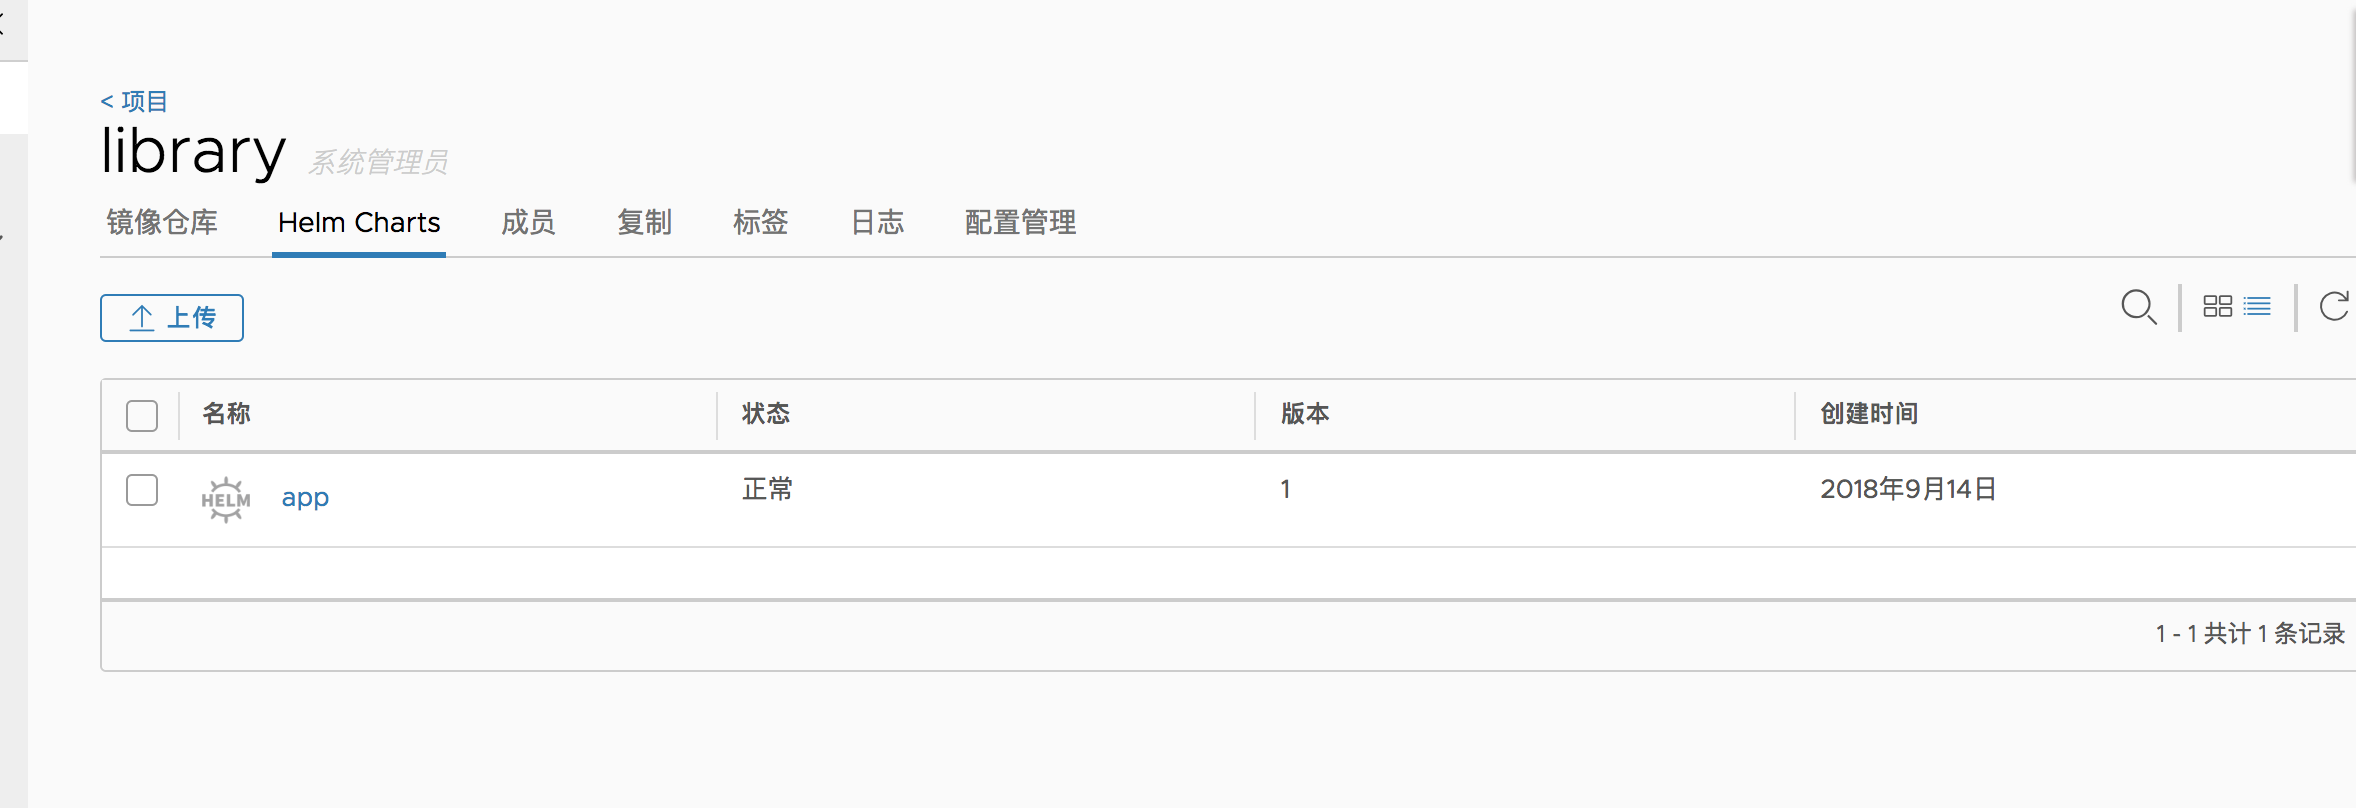 < 项目
library 系统管理员
镜像仓库 Helm Charts 成员 复制 标签 日志 配置管理
上传
名称 状态 版本 创建时间
HELM app 正常 1 2018年9月14日
1 - 1 共计 1 条记录